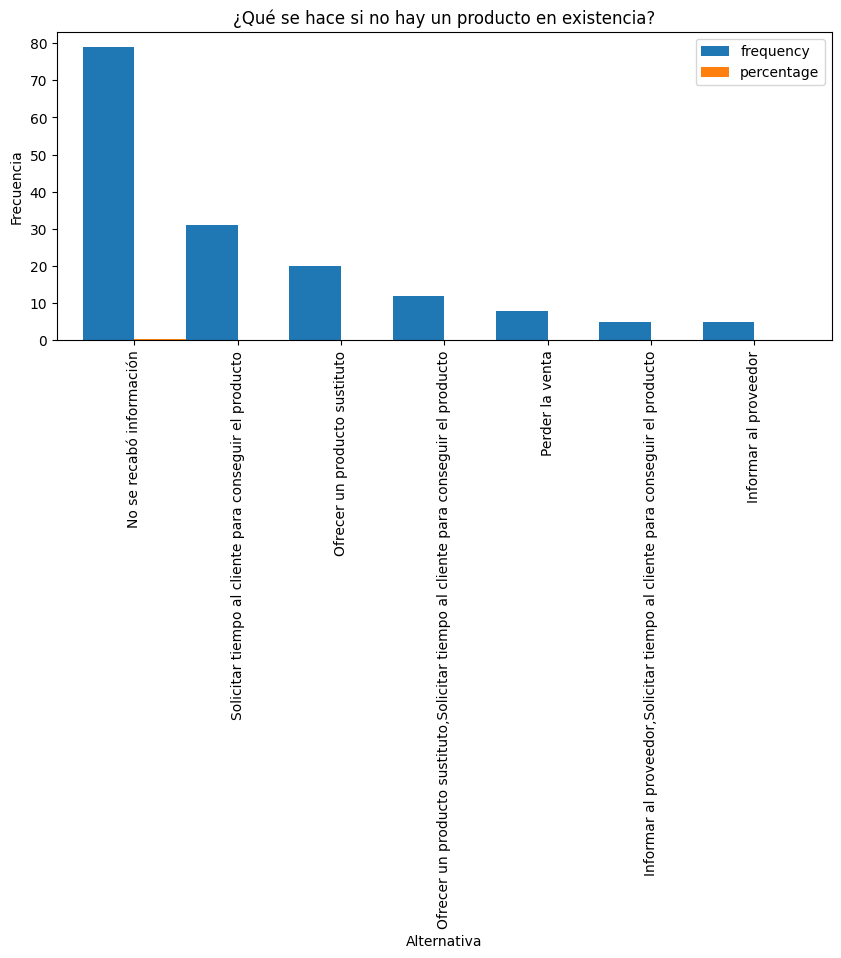 ¿Qué se hace si no hay un producto en existencia?
frequency
percentage
Frecuencia
80
70
60
50
40
30
20
10
0
No se recabó información
Solicitar tiempo al cliente para conseguir el producto
Ofrecer un producto sustituto
Ofrecer un producto sustituto,Solicitar tiempo al cliente para conseguir el producto
Perder la venta
Informar al proveedor,Solicitar tiempo al cliente para conseguir el producto
Informar al proveedor
Alternativa